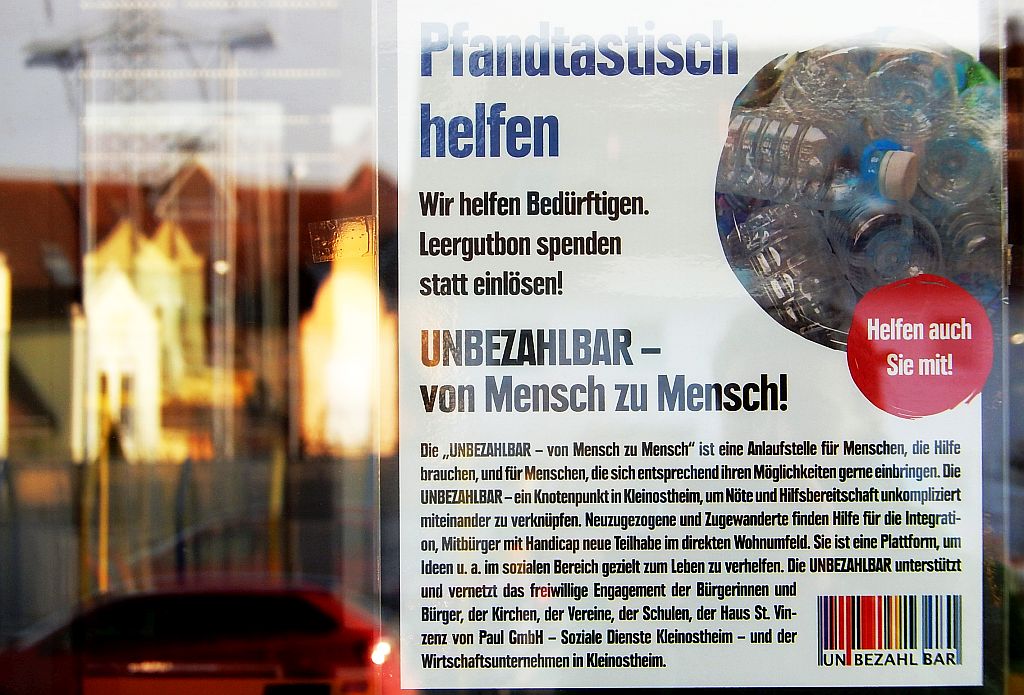 Pfandtastisch
helfen
Wir helfen Bedürftigen.
Leergutbon spenden
statt einlösen!
Helfen auch
Sie mit!
UNBEZAHLBAR –
von Mensch zu Mensch!
Die „UNBEZAHLBAR – von Mensch zu Mensch“ ist eine Anlaufstelle für Menschen, die Hilfe
brauchen, und für Menschen, die sich entsprechend ihren Möglichkeiten gerne einbringen. Die
UNBEZAHLBAR – ein Knotenpunkt in Kleinostheim, um Nöte und Hilfsbereitschaft unkompliziert
miteinander zu verknüpfen. Neuzugezogene und Zugewanderte finden Hilfe für die Integrati-
on, Mitbürger mit Handicap neue Teilhabe im direkten Wohnumfeld. Sie ist eine Plattform, um
Ideen u. a. im sozialen Bereich gezielt zum Leben zu verhelfen. Die UNBEZAHLBAR unterstützt
und vernetzt das freiwillige Engagement der Bürgerinnen und
Bürger, der Kirchen, der Vereine, der Schulen, der Haus St. Vin-
zenz von Paul GmbH – Soziale Dienste Kleinostheim – und der
Wirtschaftsunternehmen in Kleinostheim.
UN BEZAHL BAR